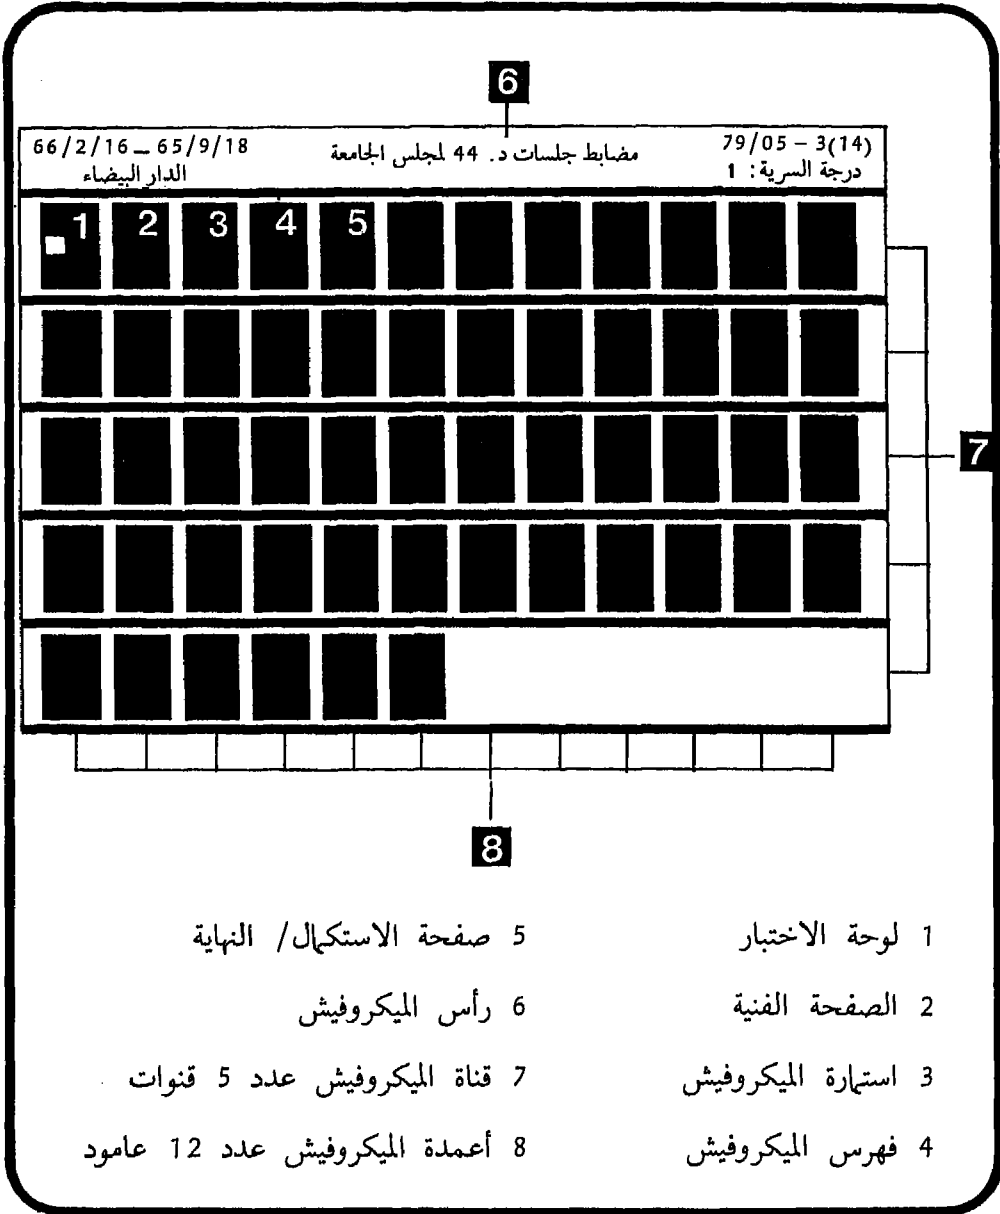 6
79/05 – 3(14) مضابط جلسات د. 44 لمجلس الجامعة 66/2/16 – 65/9/18
درجة السرية: 1 الدار البيضاء
1 2 3 4 5
7
8
1 لوحة الاختبار
2 الصفحة الفنية
3 استمارة الميكروفيش
4 فهرس الميكروفيش
5 صفحة الاستكمال/ النهاية
6 رأس الميكروفيش
7 قناة الميكروفيش عدد 5 قنوات
8 أعمدة الميكروفيش عدد 12 عامود